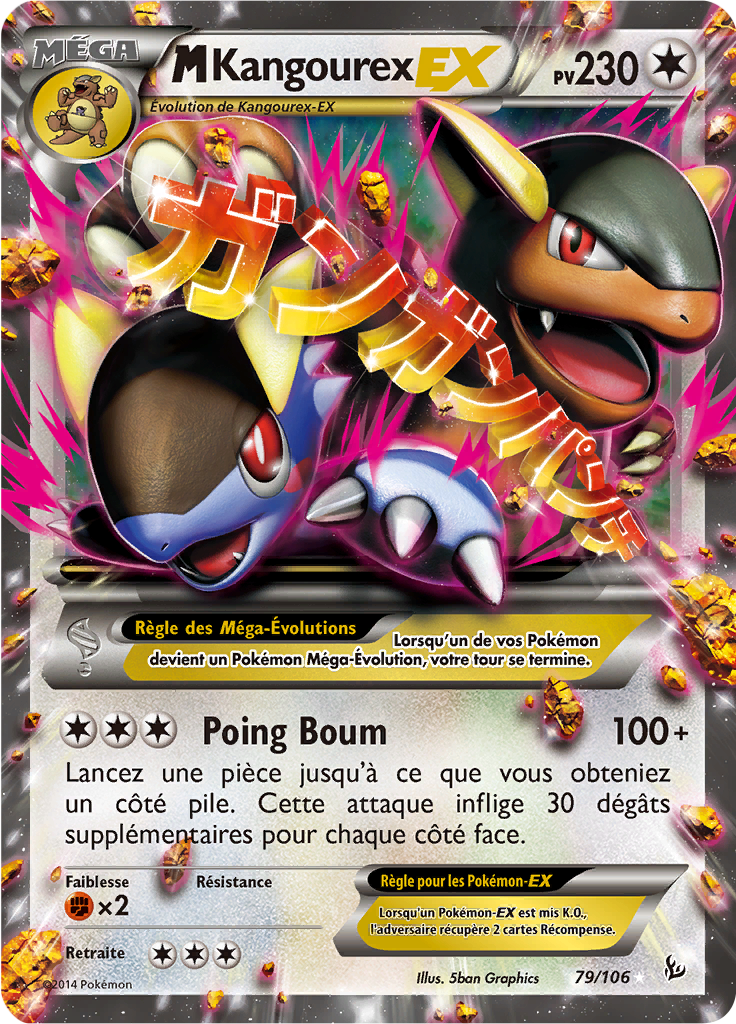 MÉGA
M Kangourex EX
PV 230
Évolution de Kangourex-EX
ガンガンパンチ
Règle des Méga-Évolutions
Lorsqu'un de vos Pokémon
devient un Pokémon Méga-Évolution, votre tour se termine.
Poing Boum 100+
Lancez une pièce jusqu'à ce que vous obteniez
un côté pile. Cette attaque inflige 30 dégâts
supplémentaires pour chaque côté face.
Faiblesse
Résistance
×2
Retraite
Règle pour les Pokémon-EX
Lorsqu'un Pokémon-EX est mis K.O.,
l'adversaire récupère 2 cartes Récompense.
Illus. 5ban Graphics
79/106
©2014 Pokémon